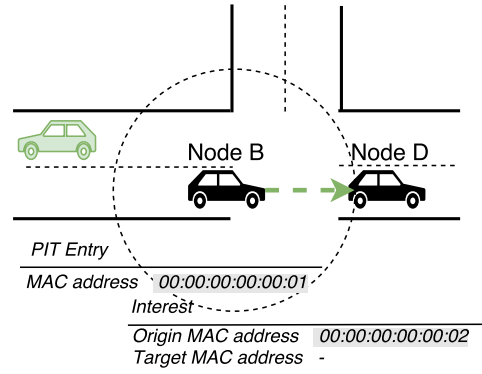 Node B Node D
PIT Entry
MAC address 00:00:00:00:00:01
Interest
Origin MAC address 00:00:00:00:00:02
Target MAC address -